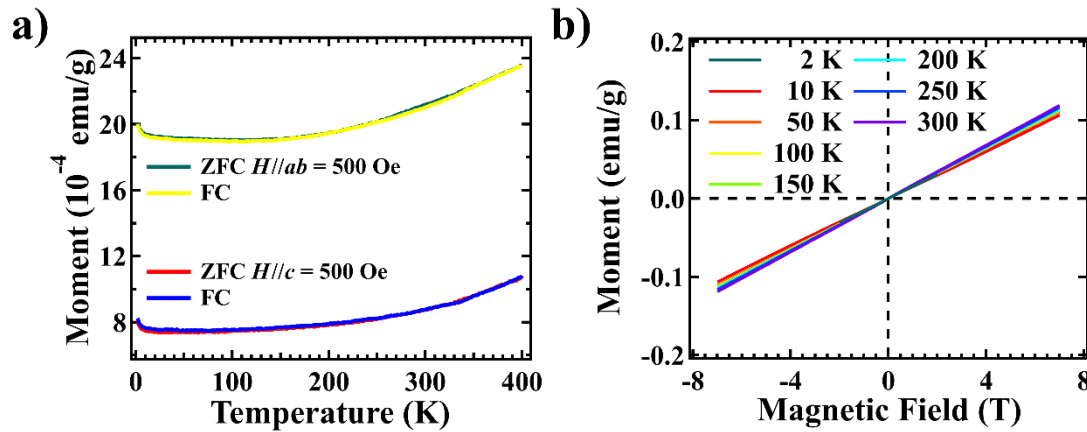 a)
Moment (10⁻⁴ emu/g)
24
20
16
12
8
ZFC H//ab = 500 Oe
FC
ZFC H//c = 500 Oe
FC
0 100 200 300 400
Temperature (K)
b)
Moment (emu/g)
0.2
0.1
0.0
-0.1
-0.2
2 K
10 K
50 K
100 K
150 K
200 K
250 K
300 K
-8 -4 0 4 8
Magnetic Field (T)